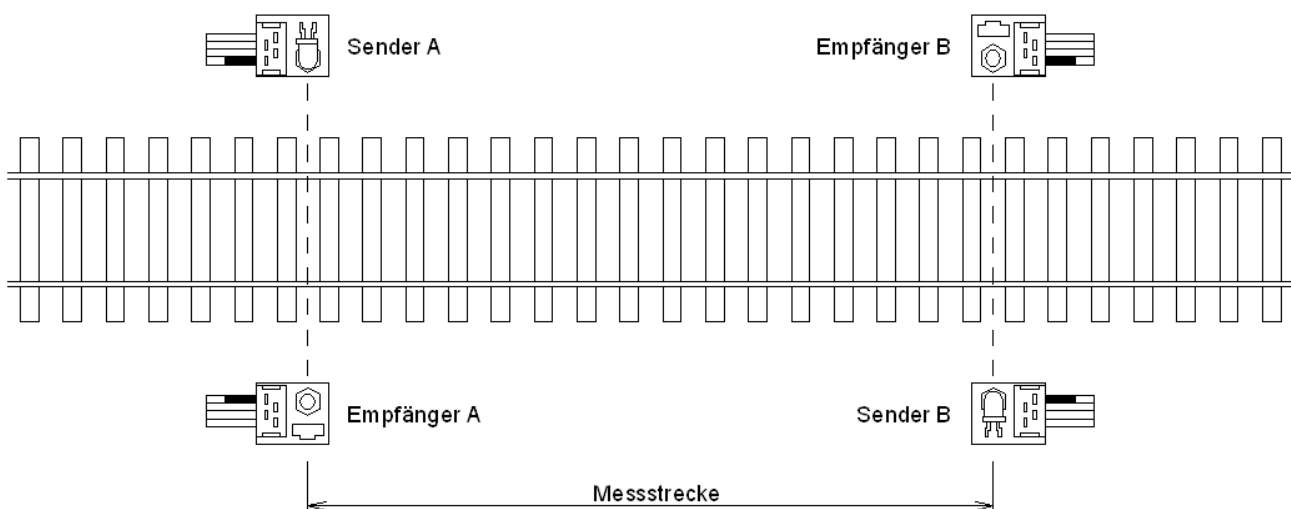 Sender A
Empfänger B
Empfänger A
Sender B
Messstrecke